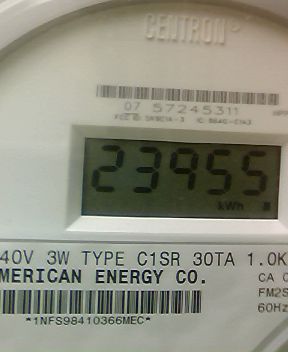 CENTRON®
07 57245311
23955
kWh
40V 3W TYPE C1SR 30TA 1.0K
MERICAN ENERGY CO.
CA
FM2S
60Hz
*1NFS98410366MEC*